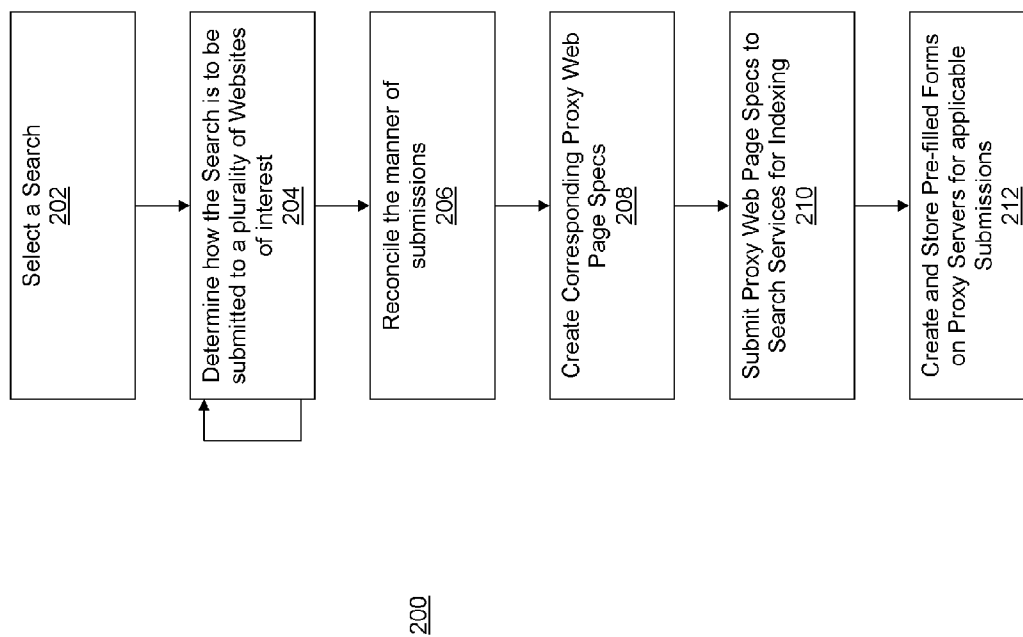 Select a Search
202
Determine how the Search is to be
submitted to a plurality of Websites
of interest
204
Reconcile the manner of
submissions
206
Create Corresponding Proxy Web
Page Specs
208
Submit Proxy Web Page Specs to
Search Services for Indexing
210
Create and Store Pre-filled Forms
on Proxy Servers for applicable
Submissions
212
200